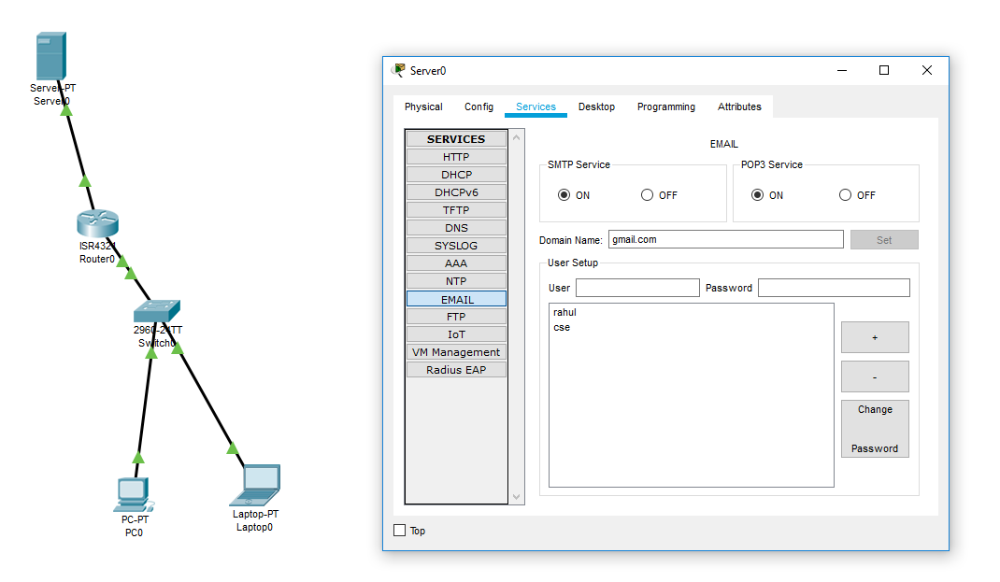 Server-PT
Server0
ISR4321
Router0
2960-24TT
Switch0
PC-PT
PC0
Laptop-PT
Laptop0
Server0
Physical Config Services Desktop Programming Attributes
SERVICES
HTTP
DHCP
DHCPv6
TFTP
DNS
SYSLOG
AAA
NTP
EMAIL
FTP
IoT
VM Management
Radius EAP
EMAIL
SMTP Service
ON OFF
POP3 Service
ON OFF
Domain Name: gmail.com Set
User Setup
User Password
rahul
cse
+
-
Change
Password
Top